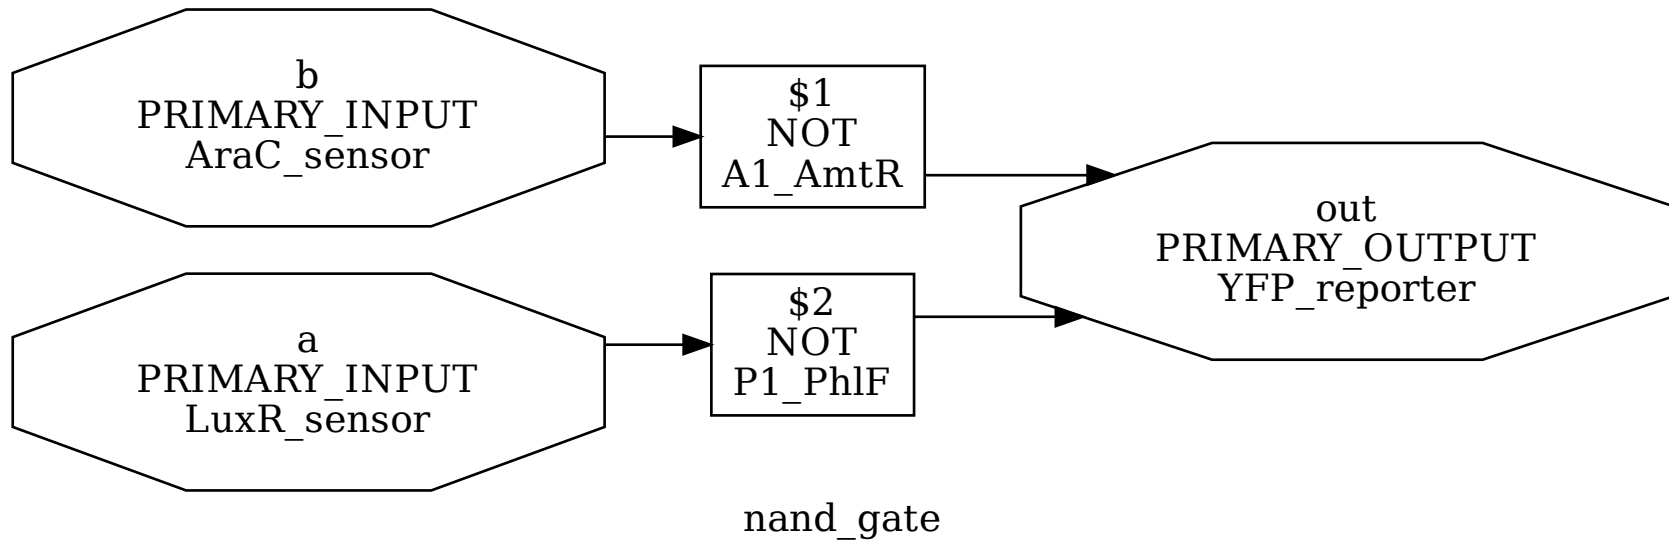 b
PRIMARY_INPUT
AraC_sensor
$1
NOT
A1_AmtR
out
PRIMARY_OUTPUT
YFP_reporter
a
PRIMARY_INPUT
LuxR_sensor
$2
NOT
P1_PhlF
nand_gate